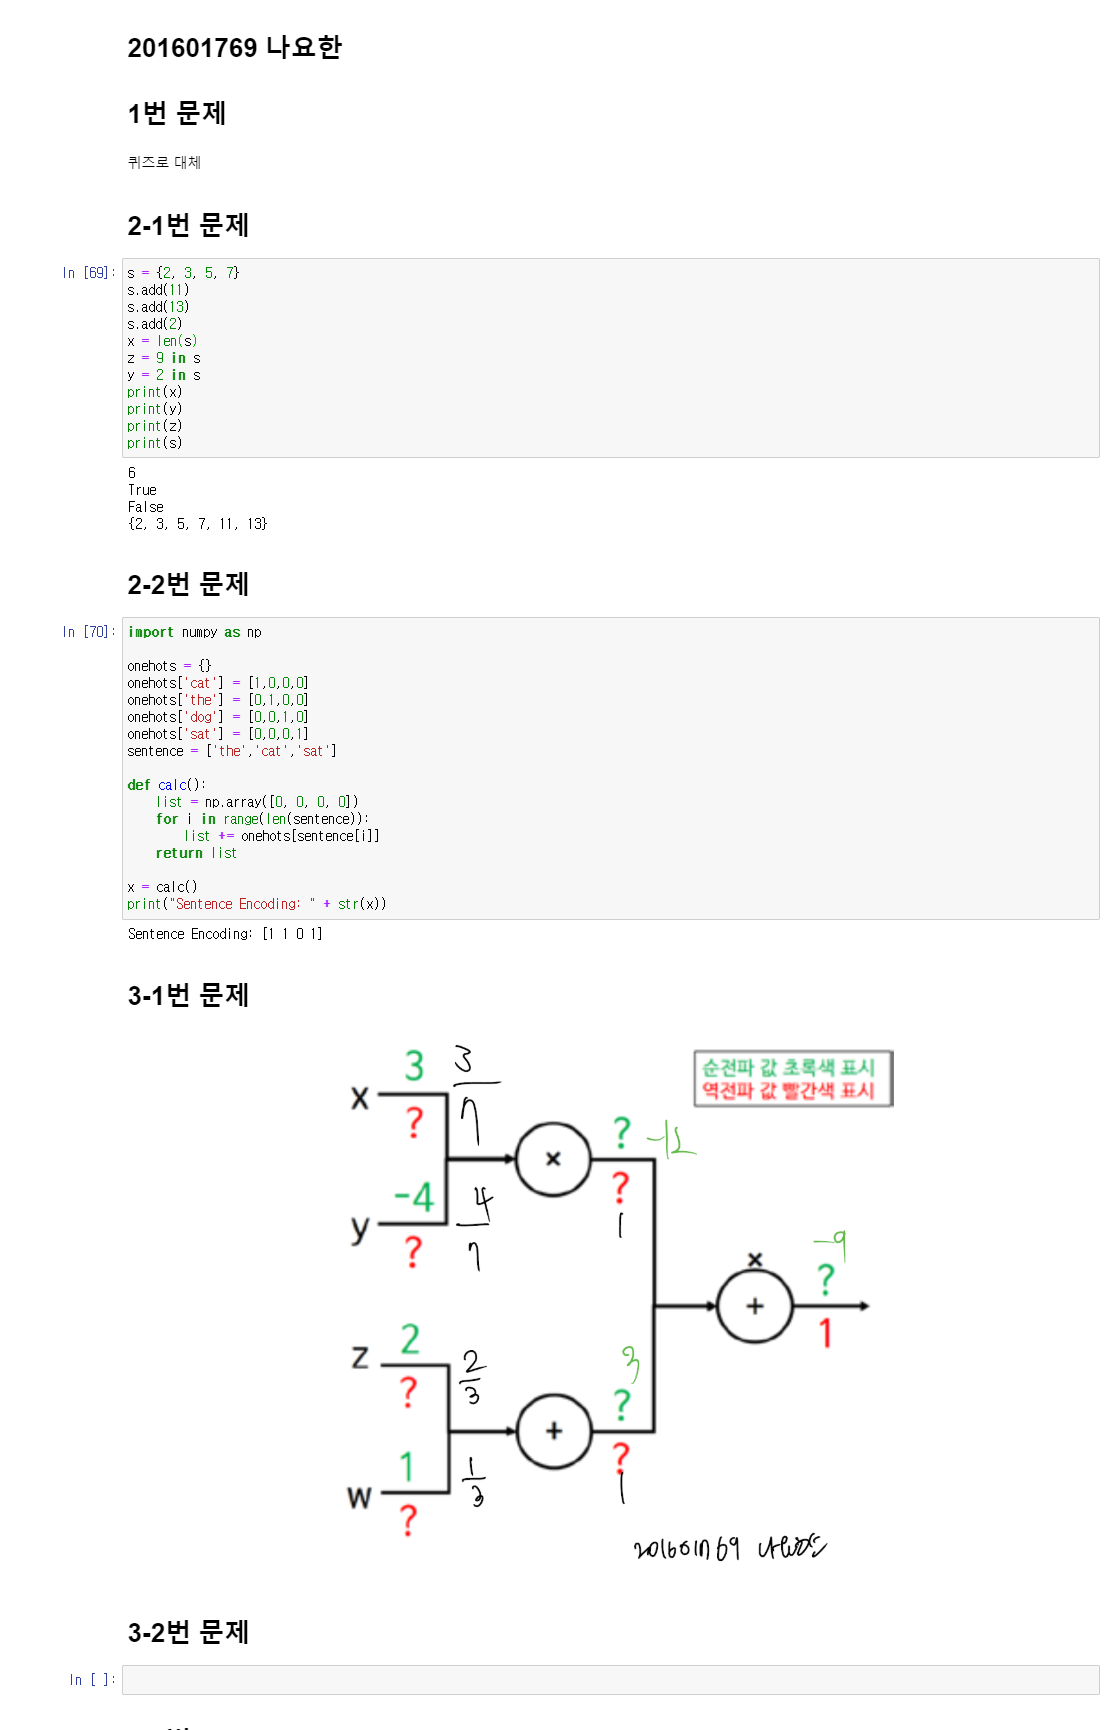 201601769 나요한
1번 문제
퀴즈로 대체
2-1번 문제
In [69]:
s = {2, 3, 5, 7}
s.add(11)
s.add(13)
s.add(2)
x = len(s)
z = 9 in s
y = 2 in s
print(x)
print(y)
print(z)
print(s)
6
True
False
{2, 3, 5, 7, 11, 13}
2-2번 문제
In [70]:
import numpy as np
onehots = {}
onehots['cat'] = [1,0,0,0]
onehots['the'] = [0,1,0,0]
onehots['dog'] = [0,0,1,0]
onehots['sat'] = [0,0,0,1]
sentence = ['the','cat','sat']
def calc():
    list = np.array([0, 0, 0, 0])
    for i in range(len(sentence)):
        list += onehots[sentence[i]]
    return list
x = calc()
print("Sentence Encoding: " + str(x))
Sentence Encoding: [1 1 0 1]
3-1번 문제
순전파 값 초록색 표시
역전파 값 빨간색 표시
x
3
?
3
7
y
-4
?
4
7
×
?
-12
?
1
z
2
?
2
3
w
1
?
1
3
+
3
?
?
1
×
+
-9
?
1
201601769 나요한
3-2번 문제
In [ ]: